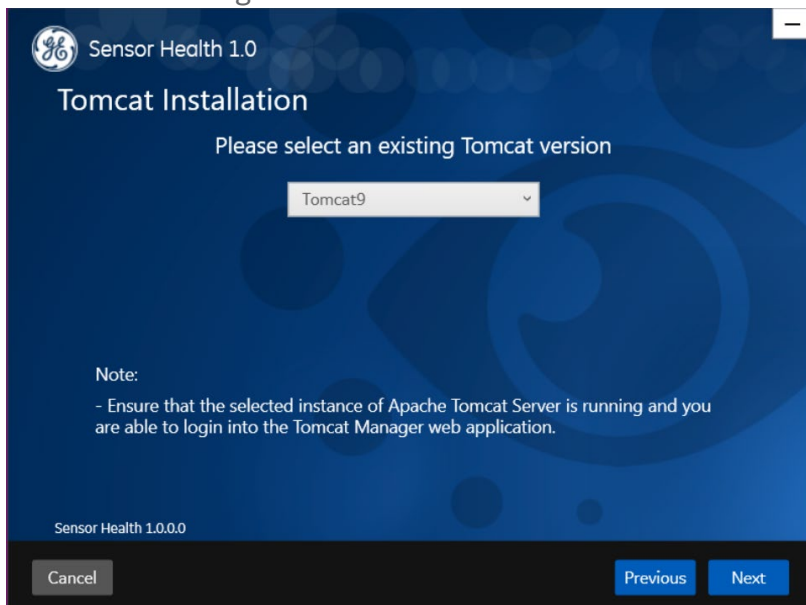 Sensor Health 1.0
Tomcat Installation
Please select an existing Tomcat version
Tomcat9
Note:
- Ensure that the selected instance of Apache Tomcat Server is running and you
are able to login into the Tomcat Manager web application.
Sensor Health 1.0.0.0
Cancel
Previous
Next